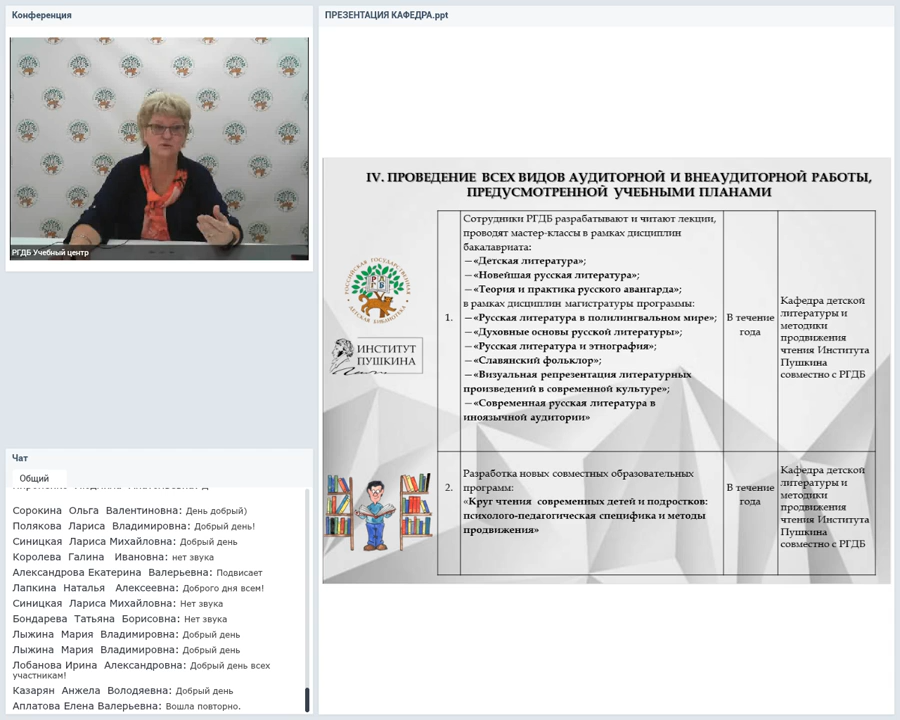 Конференция
РГДБ Учебный центр
Чат
Общий
Сорокина Ольга Валентиновна: День добрый)
Полякова Лариса Владимировна: Добрый день!
Синицкая Лариса Михайловна: Добрый день
Королева Галина Ивановна: нет звука
Александрова Екатерина Валерьевна: Подвисает
Лапкина Наталья Алексеевна: Доброго дня всем!
Синицкая Лариса Михайловна: Нет звука
Бондарева Татьяна Борисовна: Нет звука
Лыжина Мария Владимировна: Добрый день
Лыжина Мария Владимировна: Добрый день
Лобанова Ирина Александровна: Добрый день всех
участникам!
Казарян Анжела Володяевна: Добрый день
Аплатова Елена Валерьевна: Вошла повторно.
ПРЕЗЕНТАЦИЯ КАФЕДРА.ppt
IV. ПРОВЕДЕНИЕ ВСЕХ ВИДОВ АУДИТОРНОЙ И ВНЕАУДИТОРНОЙ РАБОТЫ,
ПРЕДУСМОТРЕННОЙ УЧЕБНЫМИ ПЛАНАМИ
РОССИЙСКАЯ ГОСУДАРСТВЕННАЯ
ДЕТСКАЯ БИБЛИОТЕКА
РГДБ
ИНСТИТУТ
ПУШКИНА
1.
Сотрудники РГДБ разрабатывают и читают лекции,
проводят мастер-классы в рамках дисциплин
бакалавриата:
—«Детская литература»;
—«Новейшая русская литература»;
—«Теория и практика русского авангарда»;
в рамках дисциплин магистратуры программы:
—«Русская литература в полилингвальном мире»;
—«Духовные основы русской литературы»;
—«Русская литература и этнография»;
—«Славянский фольклор»;
—«Визуальная репрезентация литературных
произведений в современной культуре»;
—«Современная русская литература в
иноязычной аудитории»
В течение
года
Кафедра детской
литературы и
методики
продвижения
чтения Института
Пушкина
совместно с РГДБ
2.
Разработка новых совместных образовательных
программ:
«Круг чтения современных детей и подростков:
психолого-педагогическая специфика и методы
продвижения»
В течение
года
Кафедра детской
литературы и
методики
продвижения
чтения Института
Пушкина
совместно с РГДБ